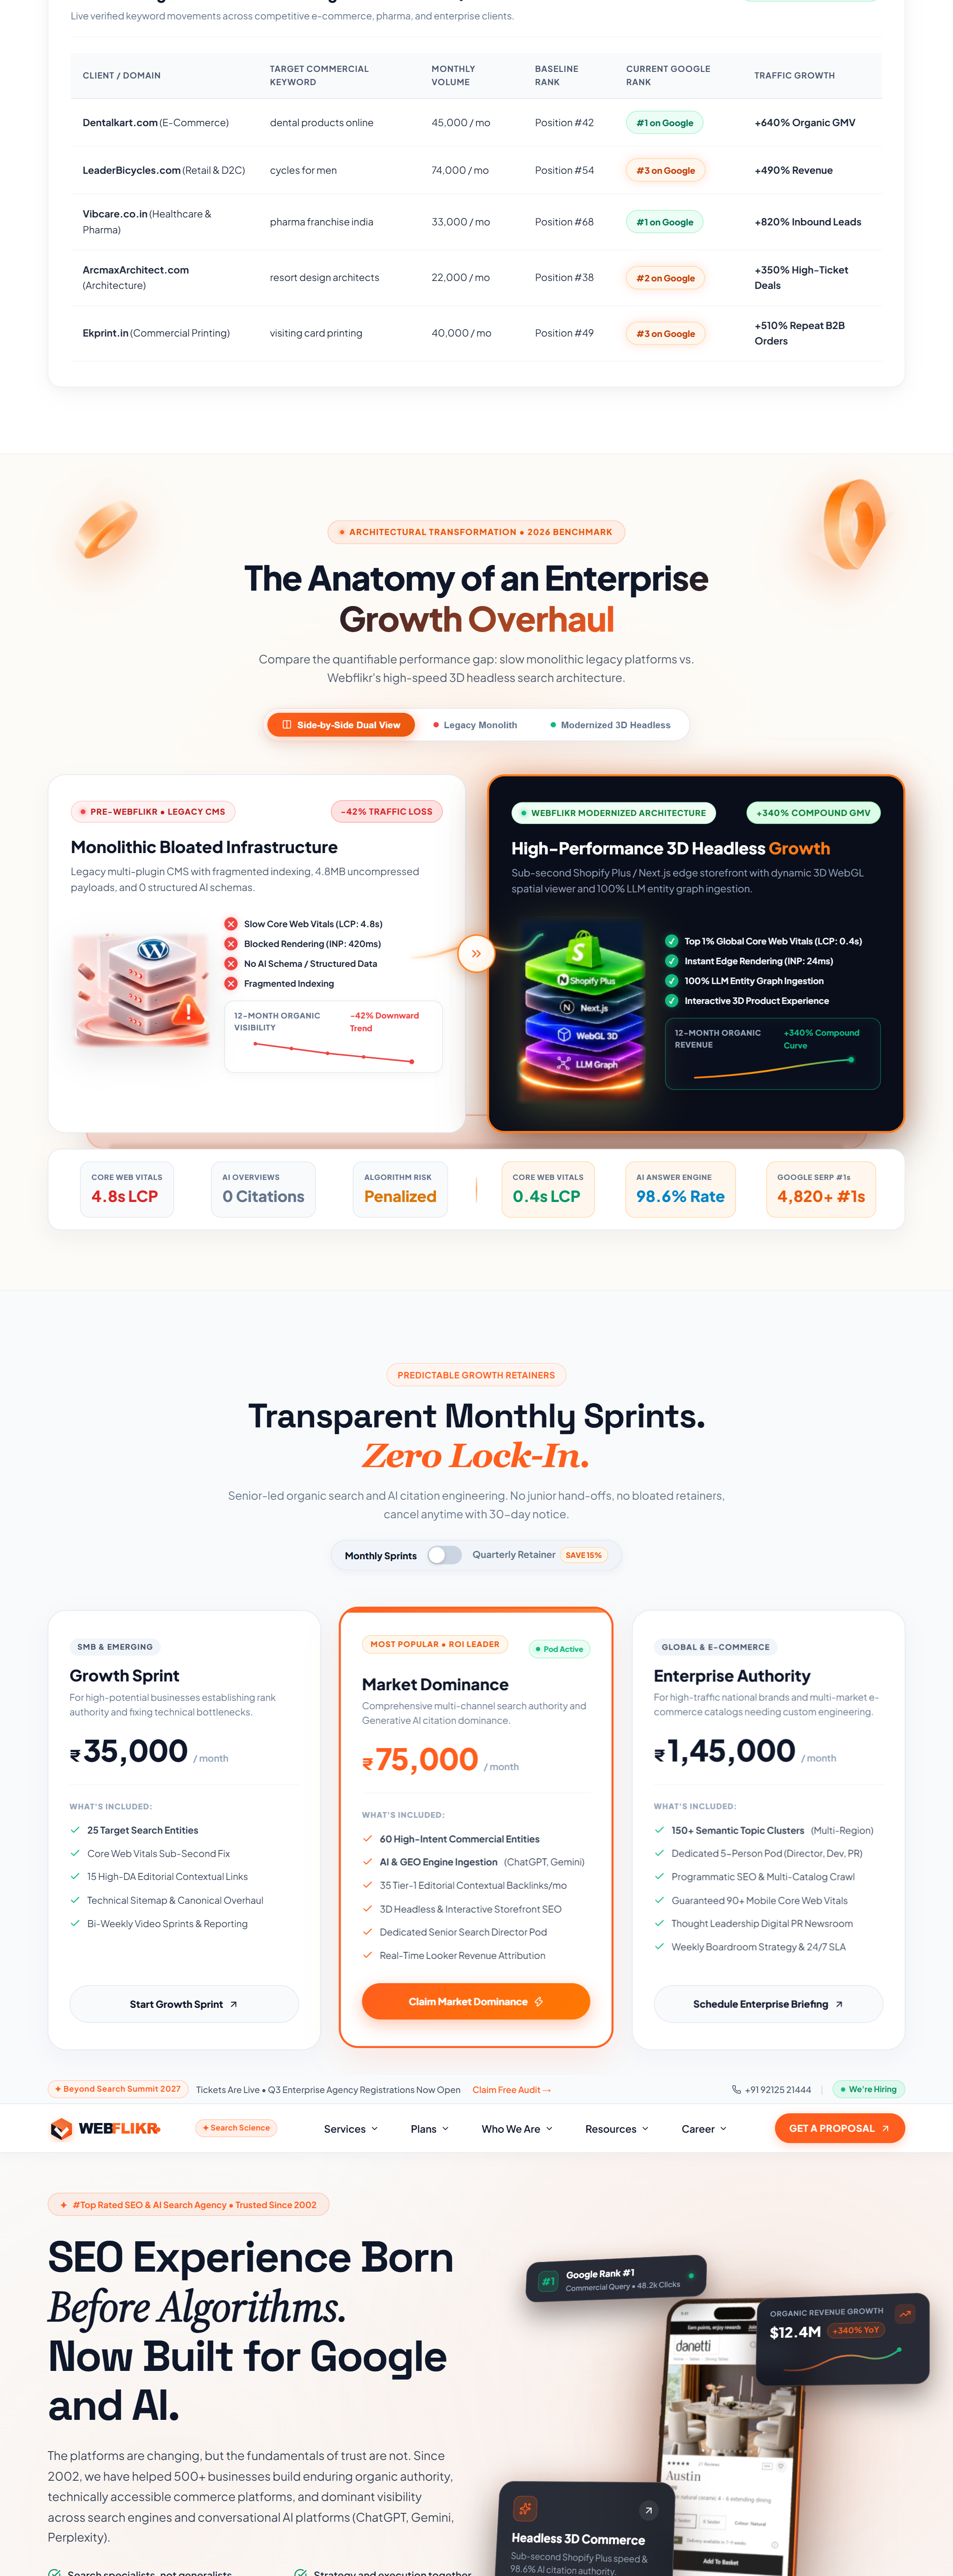 Live verified keyword movements across competitive e-commerce, pharma, and enterprise clients.
CLIENT / DOMAIN
TARGET COMMERCIAL
KEYWORD
MONTHLY
VOLUME
BASELINE
RANK
CURRENT GOOGLE
RANK
TRAFFIC GROWTH
Dentalkart.com (E-Commerce)
dental products online
45,000 / mo
Position #42
#1 on Google
+640% Organic GMV
LeaderBicycles.com (Retail & D2C)
cycles for men
74,000 / mo
Position #54
#3 on Google
+490% Revenue
Vibcare.co.in (Healthcare &
Pharma)
pharma franchise india
33,000 / mo
Position #68
#1 on Google
+820% Inbound Leads
ArcmaxArchitect.com
(Architecture)
resort design architects
22,000 / mo
Position #38
#2 on Google
+350% High-Ticket
Deals
Ekprint.in (Commercial Printing)
visiting card printing
40,000 / mo
Position #49
#3 on Google
+510% Repeat B2B
Orders
ARCHITECTURAL TRANSFORMATION • 2026 BENCHMARK
The Anatomy of an Enterprise
Growth Overhaul
Compare the quantifiable performance gap: slow monolithic legacy platforms vs.
Webflikr's high-speed 3D headless search architecture.
Side-by-Side Dual View
Legacy Monolith
Modernized 3D Headless
PRE-WEBFLIKR • LEGACY CMS
-42% TRAFFIC LOSS
Monolithic Bloated Infrastructure
Legacy multi-plugin CMS with fragmented indexing, 4.8MB uncompressed
payloads, and 0 structured AI schemas.
Slow Core Web Vitals (LCP: 4.8s)
Blocked Rendering (INP: 420ms)
No AI Schema / Structured Data
Fragmented Indexing
12-MONTH ORGANIC
VISIBILITY
-42% Downward
Trend
WEBFLIKR MODERNIZED ARCHITECTURE
+340% COMPOUND GMV
High-Performance 3D Headless Growth
Sub-second Shopify Plus / Next.js edge storefront with dynamic 3D WebGL
spatial viewer and 100% LLM entity graph ingestion.
Shopify Plus
Next.js
WebGL 3D
LLM Graph
Top 1% Global Core Web Vitals (LCP: 0.4s)
Instant Edge Rendering (INP: 24ms)
100% LLM Entity Graph Ingestion
Interactive 3D Product Experience
12-MONTH ORGANIC
REVENUE
+340% Compound
Curve
CORE WEB VITALS
4.8s LCP
AI OVERVIEWS
0 Citations
ALGORITHM RISK
Penalized
CORE WEB VITALS
0.4s LCP
AI ANSWER ENGINE
98.6% Rate
GOOGLE SERP #1s
4,820+ #1s
PREDICTABLE GROWTH RETAINERS
Transparent Monthly Sprints.
Zero Lock-In.
Senior-led organic search and AI citation engineering. No junior hand-offs, no bloated retainers,
cancel anytime with 30-day notice.
Monthly Sprints
Quarterly Retainer
SAVE 15%
SMB & EMERGING
Growth Sprint
For high-potential businesses establishing rank
authority and fixing technical bottlenecks.
₹35,000 / month
WHAT'S INCLUDED:
25 Target Search Entities
Core Web Vitals Sub-Second Fix
15 High-DA Editorial Contextual Links
Technical Sitemap & Canonical Overhaul
Bi-Weekly Video Sprints & Reporting
Start Growth Sprint
MOST POPULAR • ROI LEADER
Pod Active
Market Dominance
Comprehensive multi-channel search authority and
Generative AI citation dominance.
₹75,000 / month
WHAT'S INCLUDED:
60 High-Intent Commercial Entities
AI & GEO Engine Ingestion (ChatGPT, Gemini)
35 Tier-1 Editorial Contextual Backlinks/mo
3D Headless & Interactive Storefront SEO
Dedicated Senior Search Director Pod
Real-Time Looker Revenue Attribution
Claim Market Dominance
GLOBAL & E-COMMERCE
Enterprise Authority
For high-traffic national brands and multi-market e-
commerce catalogs needing custom engineering.
₹1,45,000 / month
WHAT'S INCLUDED:
150+ Semantic Topic Clusters (Multi-Region)
Dedicated 5-Person Pod (Director, Dev, PR)
Programmatic SEO & Multi-Catalog Crawl
Guaranteed 90+ Mobile Core Web Vitals
Thought Leadership Digital PR Newsroom
Weekly Boardroom Strategy & 24/7 SLA
Schedule Enterprise Briefing
✦ Beyond Search Summit 2027
Tickets Are Live • Q3 Enterprise Agency Registrations Now Open
Claim Free Audit →
+91 92125 21444
We're Hiring
WEBFLIKR
✦ Search Science
Services
Plans
Who We Are
Resources
Career
GET A PROPOSAL
✦ #Top Rated SEO & AI Search Agency • Trusted Since 2002
SEO Experience Born
Before Algorithms.
Now Built for Google
and AI.
The platforms are changing, but the fundamentals of trust are not. Since
2002, we have helped 500+ businesses build enduring organic authority,
technically accessible commerce platforms, and dominant visibility
across search engines and conversational AI platforms (ChatGPT, Gemini,
Perplexity).
Search specialists, not generalists
Strategy and execution together
#1
Google Rank #1
Commercial Query • 48.2k Clicks
ORGANIC REVENUE GROWTH
$12.4M
+340% YoY
danetti
Austin
Add To Basket
Headless 3D Commerce
Sub-second Shopify Plus speed &
98.6% AI citation authority.